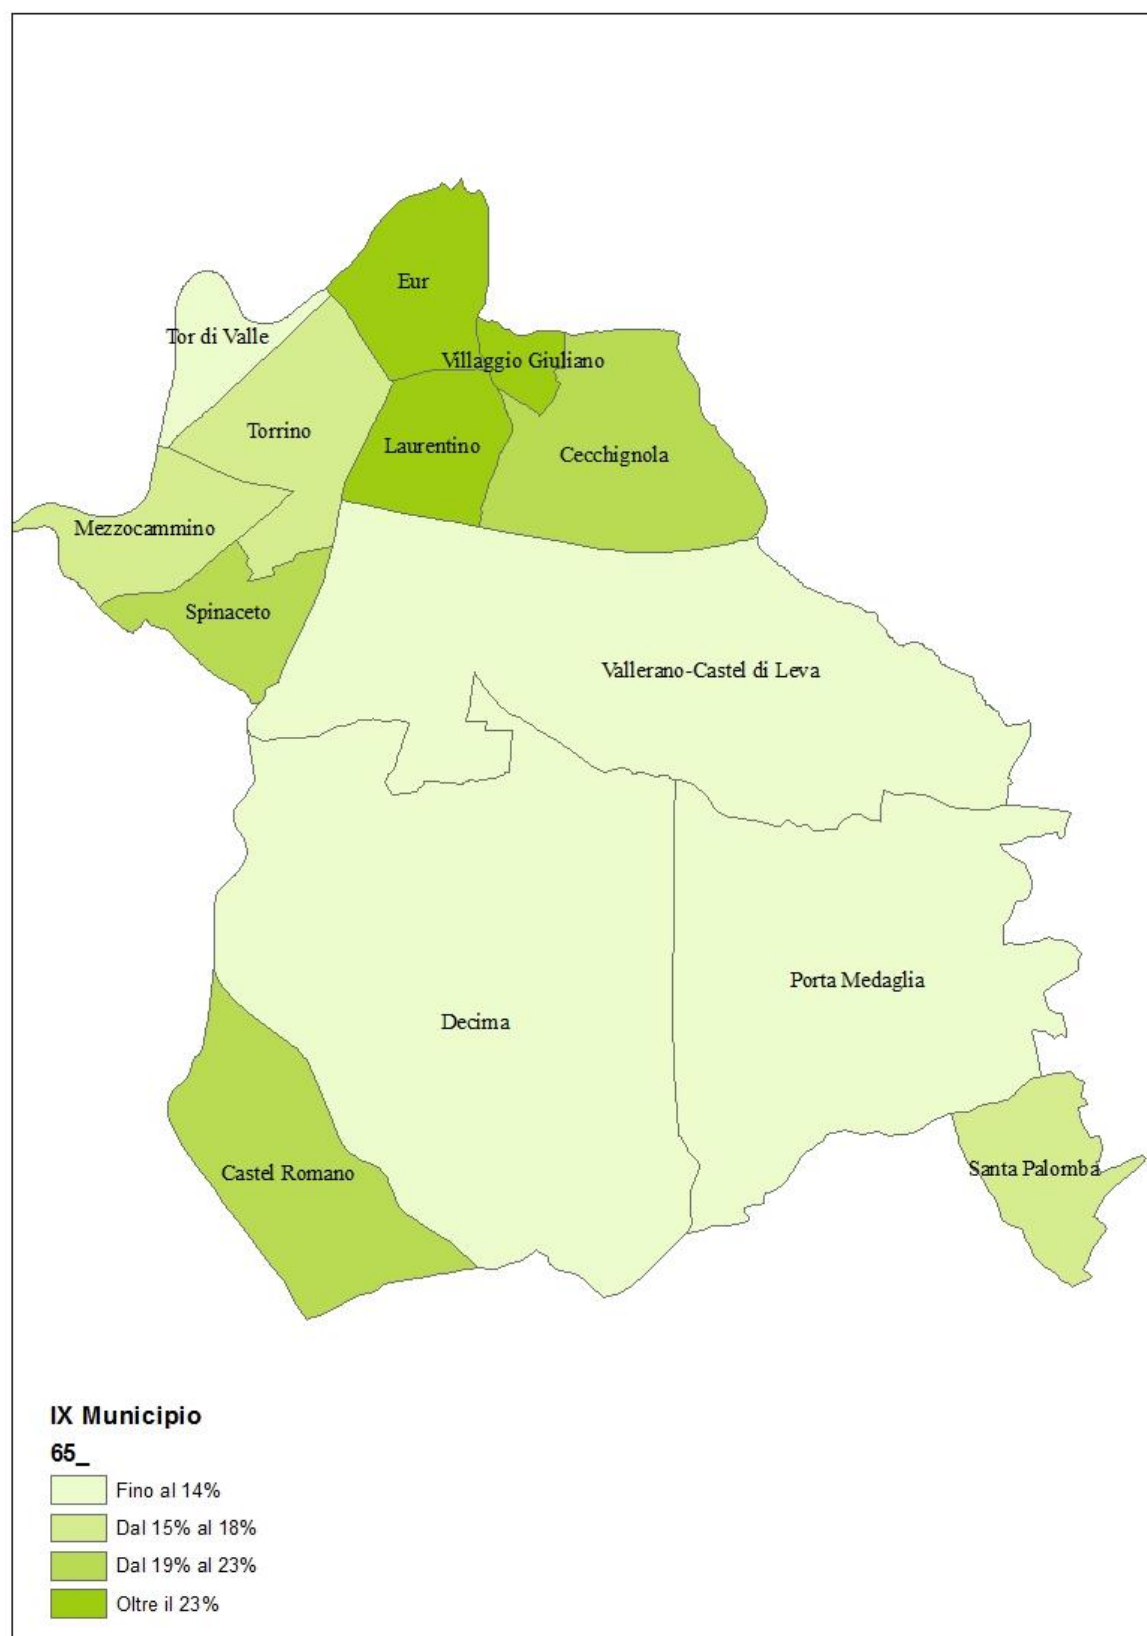 Eur
Tor di Valle
Villaggio Giuliano
Torrino
Laurentino
Cecchignola
Mezzocammino
Spinaceto
Vallerano-Castel di Leva
Porta Medaglia
Decima
Santa Palomba
Castel Romano
IX Municipio
65_
Fino al 14%
Dal 15% al 18%
Dal 19% al 23%
Oltre il 23%